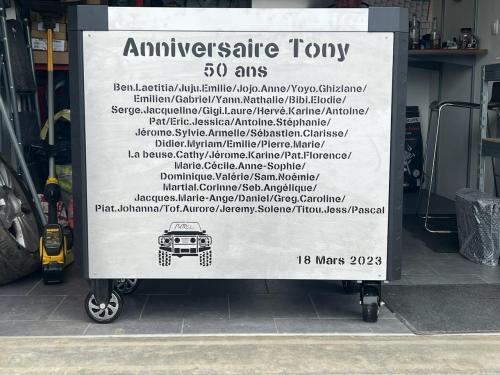 Anniversaire Tony
50 ans
Ben.Laetitia/Juju.Emilie/Jojo.Anne/Yoyo.Ghizlane/
Emilien/Gabriel/Yann.Nathalie/Bibi.Elodie/
Serge.Jacqueline/Gigi.Laure/Hervé.Karine/Antoine/
Pat/Eric.Jessica/Antoine.Stéphanie/
Jérome.Sylvie.Armelle/Sébastien.Clarisse/
Didier.Myriam/Emilie/Pierre.Marie/
La beuse.Cathy/Jérome.Karine/Pat.Florence/
Marie.Cécile.Anne-Sophie/
Dominique.Valérie/Sam.Noémie/
Martial.Corinne/Seb.Angélique/
Jacques.Marie-Ange/Daniel/Greg.Caroline/
Piat.Johanna/Tof.Aurore/Jeremy.Solene/Titou.Jess/Pascal
18 Mars 2023